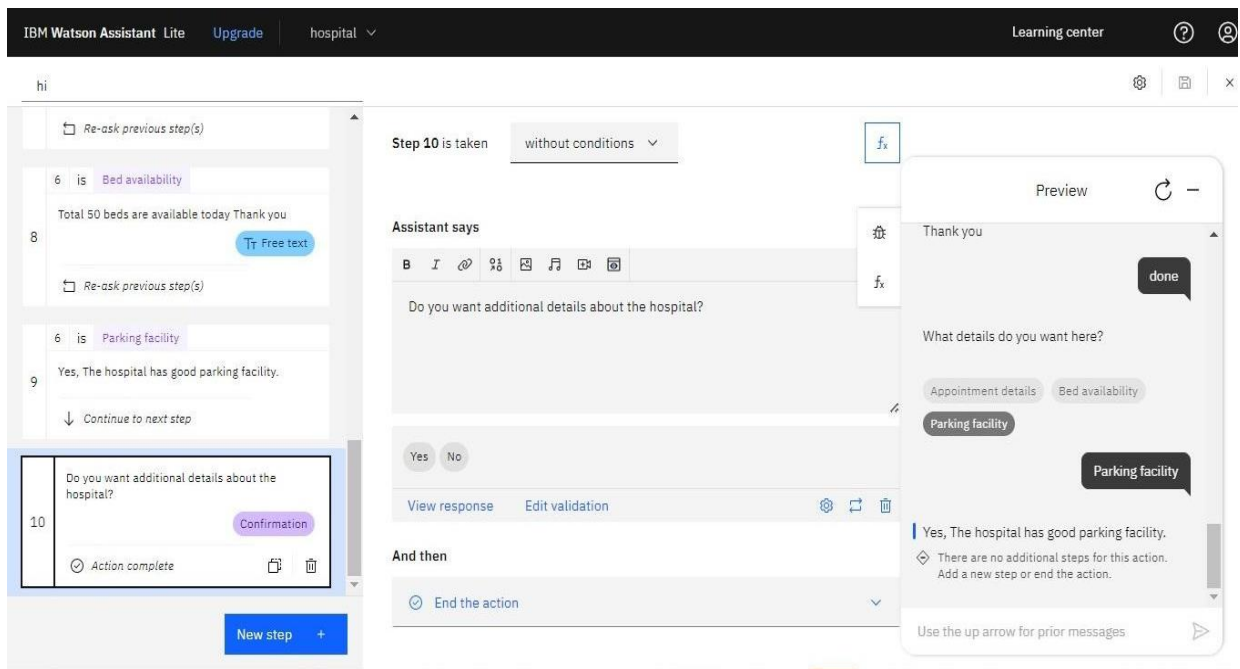 IBM Watson Assistant Lite Upgrade hospital Learning center
hi
Re-ask previous step(s)
6 is Bed availability
Total 50 beds are available today Thank you
8
Free text
Re-ask previous step(s)
6 is Parking facility
Yes, The hospital has good parking facility.
9
Continue to next step
Do you want additional details about the
hospital?
10
Confirmation
Action complete
New step +
Step 10 is taken without conditions
fx
Assistant says
B I
fx
Do you want additional details about the hospital?
Yes No
View response Edit validation
And then
End the action
Preview
Thank you
done
What details do you want here?
Appointment details Bed availability
Parking facility
Parking facility
Yes, The hospital has good parking facility.
There are no additional steps for this action.
Add a new step or end the action.
Use the up arrow for prior messages